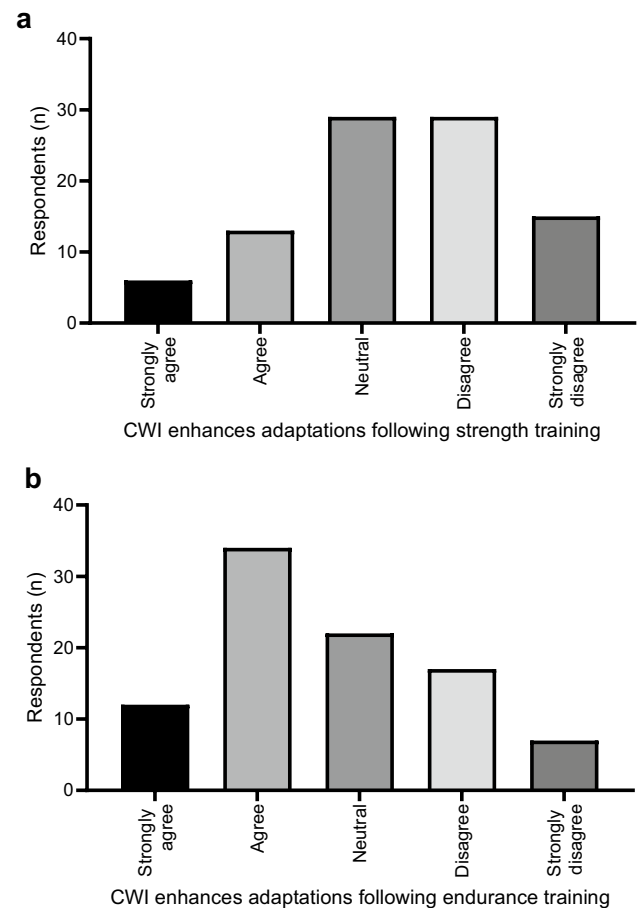 a
40
30
20
10
0
Respondents (n)
Strongly
agree
Agree
Neutral
Disagree
Strongly
disagree
CWI enhances adaptations following strength training
b
40
30
20
10
0
Respondents (n)
Strongly
agree
Agree
Neutral
Disagree
Strongly
disagree
CWI enhances adaptations following endurance training